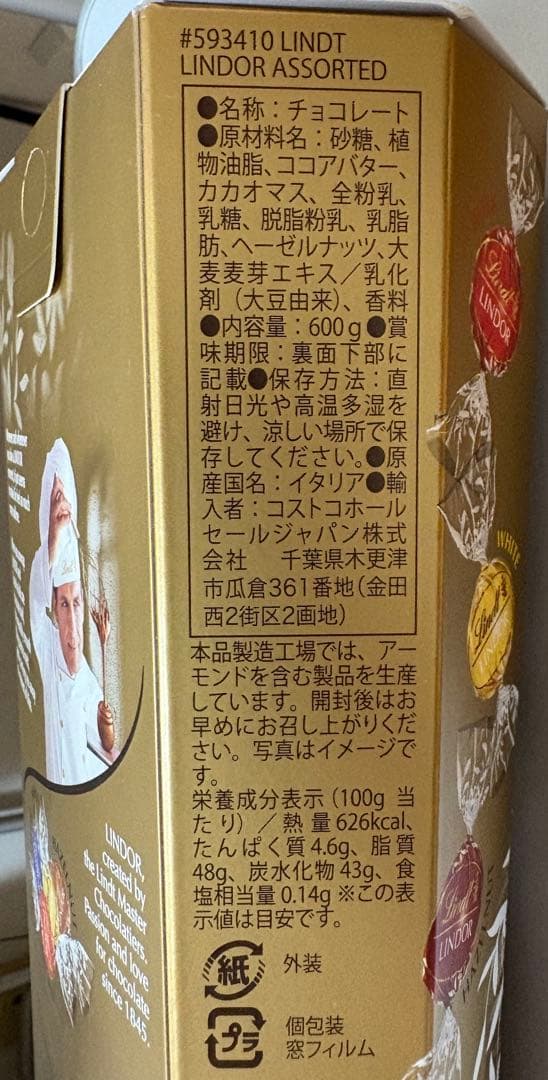 #593410 LINDT
LINDOR ASSORTED
●名称：チョコレート
●原材料名：砂糖、植
物油脂、ココアバター、
カカオマス、全粉乳、
乳糖、脱脂粉乳、乳脂
肪、ヘーゼルナッツ、大
麦麦芽エキス／乳化
剤（大豆由来）、香料
●内容量：600g●賞
味期限：裏面下部に
記載●保存方法：直
射日光や高温多湿を
避け、涼しい場所で保
存してください。●原
産国名：イタリア●輸
入者：コストコホール
セールジャパン株式
会社　千葉県木更津
市瓜倉361番地（金田
西2街区2画地）
本品製造工場では、アー
モンドを含む製品を生産
しています。開封後はお
早めにお召し上がりくだ
さい。写真はイメージで
す。
栄養成分表示（100g 当
たり）／熱量626kcal、
たんぱく質4.6g、脂質
48g、炭水化物43g、食
塩相当量0.14g ※この表
示値は目安です。
紙
外装
プラ
個包装
窓フィルム
LINDOR,
created by
the Lindt Master
Chocolatiers.
Passion and love
for chocolate
since 1845.
Lindt
LINDOR
WHITE
Lindt
Lindt
LINDOR